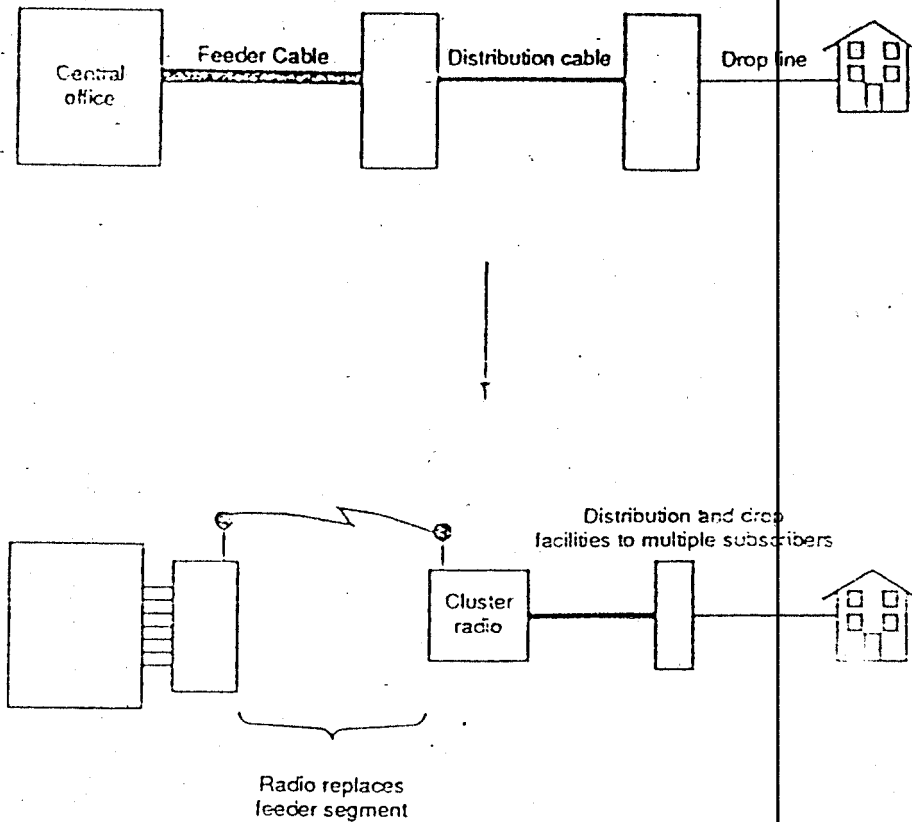 Central
office
Feeder Cable
Distribution cable
Drop line
Distribution and drop
facilities to multiple subscribers
Cluster
radio
Radio replaces
feeder segment